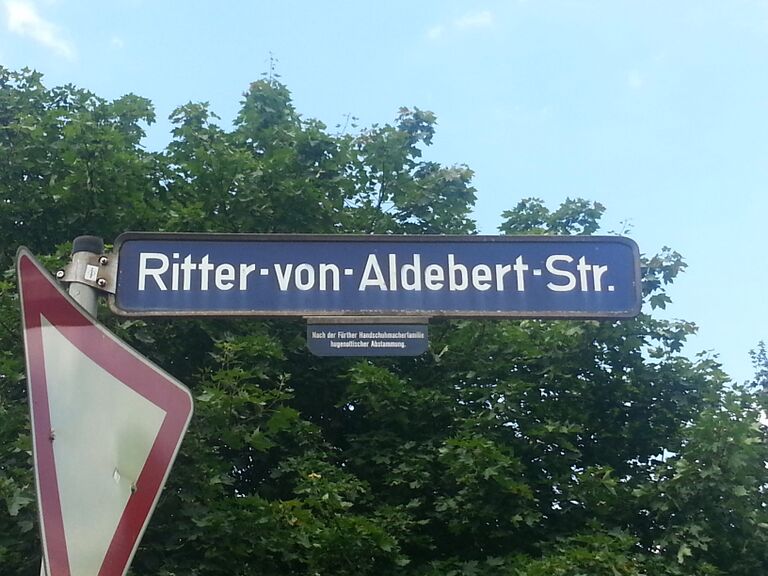 Ritter-von-Aldebert-Str.
Nach der Fürther Handschuhmacherfamilie
hugenottischer Abstammung.